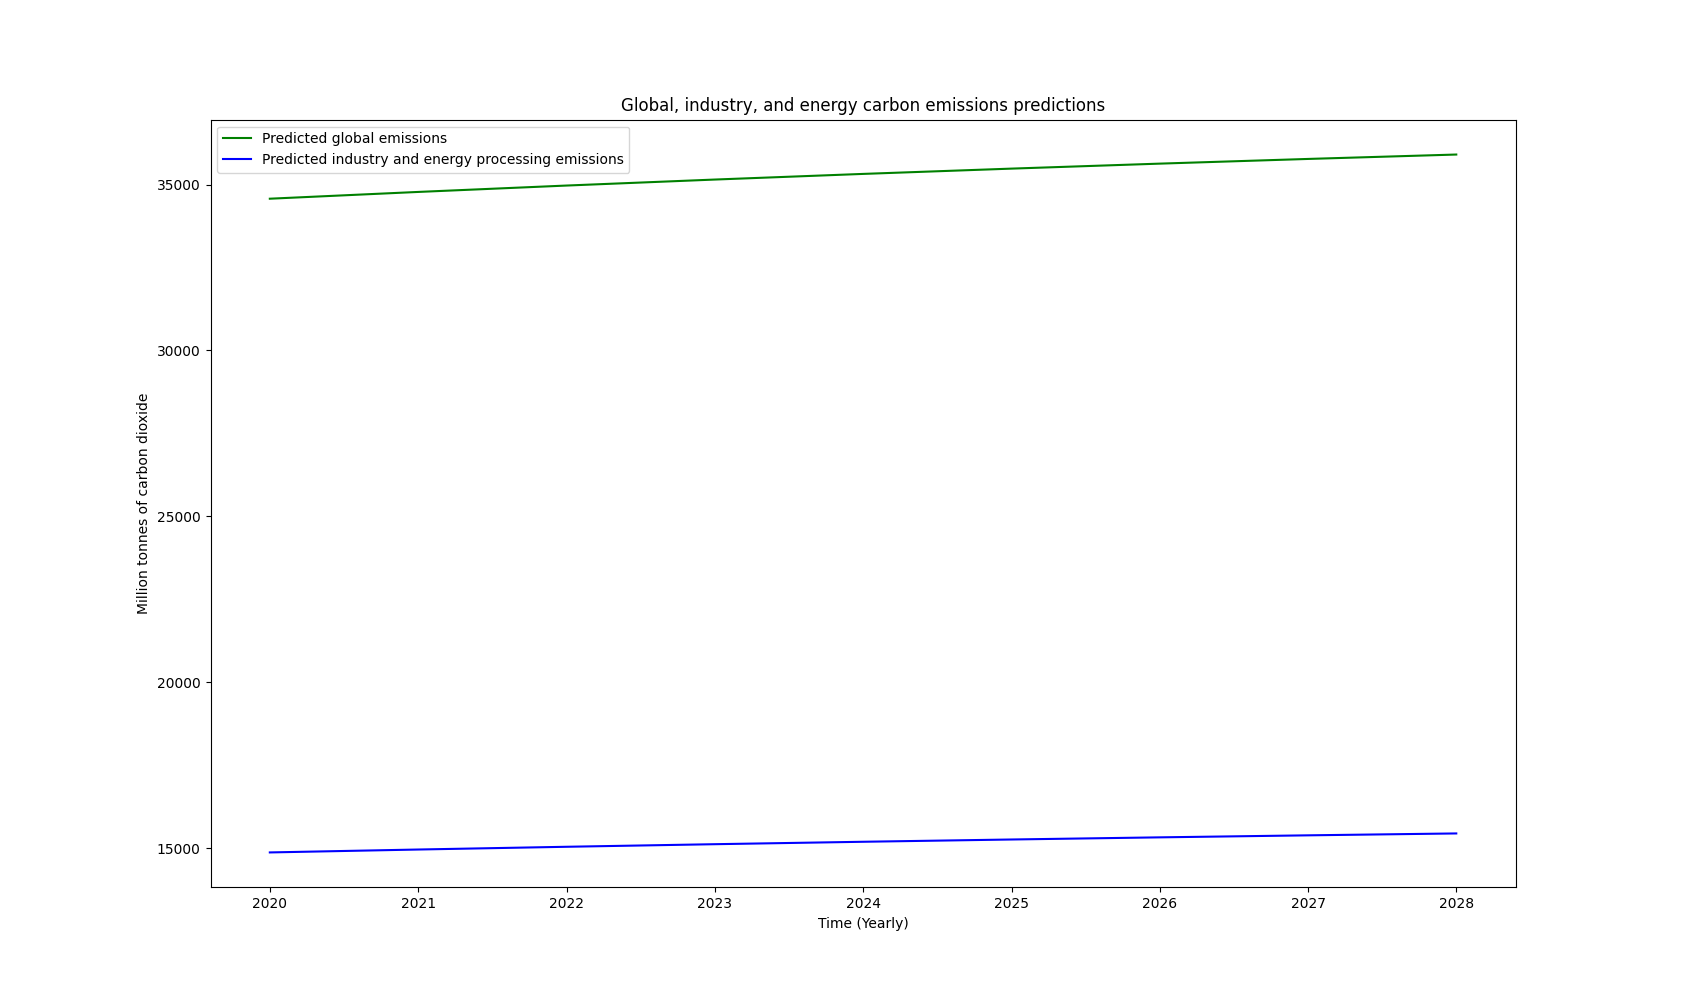 Global, industry, and energy carbon emissions predictions
Predicted global emissions
Predicted industry and energy processing emissions
35000
30000
25000
20000
15000
Million tonnes of carbon dioxide
2020 2021 2022 2023 2024 2025 2026 2027 2028
Time (Yearly)